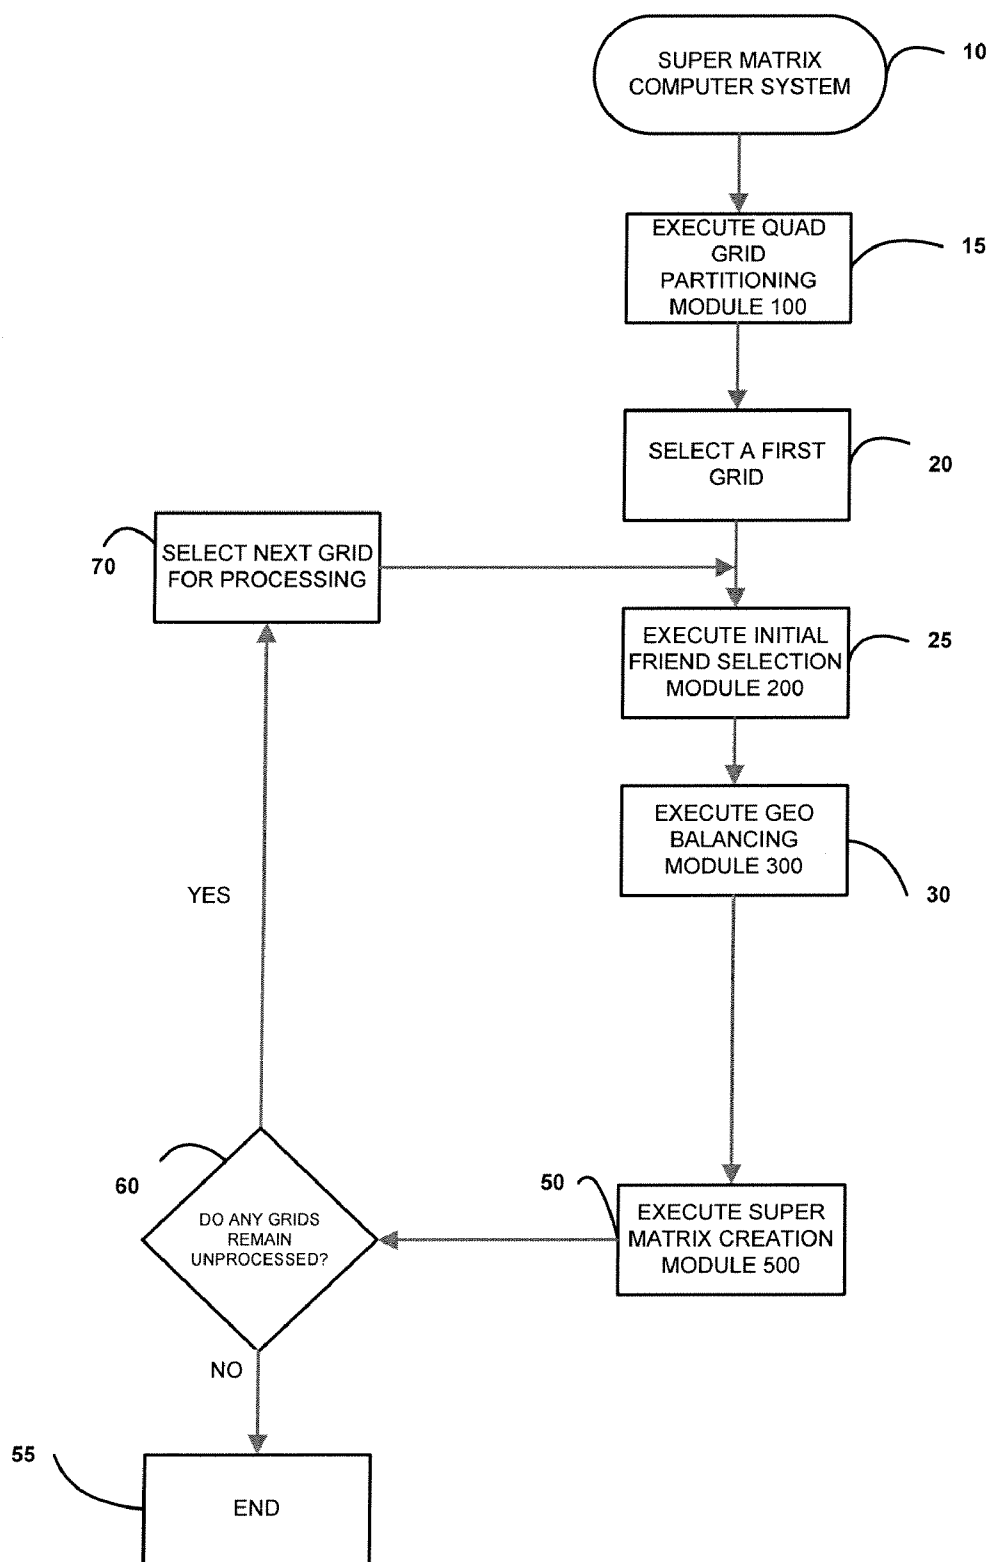 SUPER MATRIX
COMPUTER SYSTEM
10
EXECUTE QUAD
GRID
PARTITIONING
MODULE 100
15
SELECT A FIRST
GRID
20
SELECT NEXT GRID
FOR PROCESSING
70
EXECUTE INITIAL
FRIEND SELECTION
MODULE 200
25
EXECUTE GEO
BALANCING
MODULE 300
30
YES
60
DO ANY GRIDS
REMAIN
UNPROCESSED?
50
EXECUTE SUPER
MATRIX CREATION
MODULE 500
NO
55
END